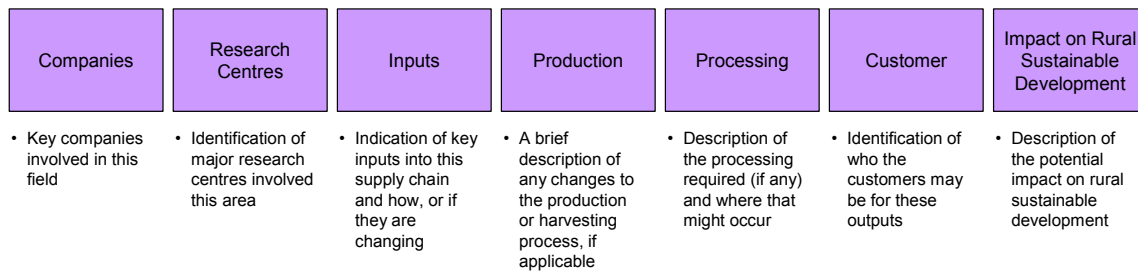 Companies
Research
Centres
Inputs
Production
Processing
Customer
Impact on Rural
Sustainable
Development
• Key companies
involved in this
field
• Identification of
major research
centres involved
this area
• Indication of key
inputs into this
supply chain
and how, or if
they are
changing
• A brief
description of
any changes to
the production
or harvesting
process, if
applicable
• Description of
the processing
required (if any)
and where that
might occur
• Identification of
who the
customers may
be for these
outputs
• Description of
the potential
impact on rural
sustainable
development